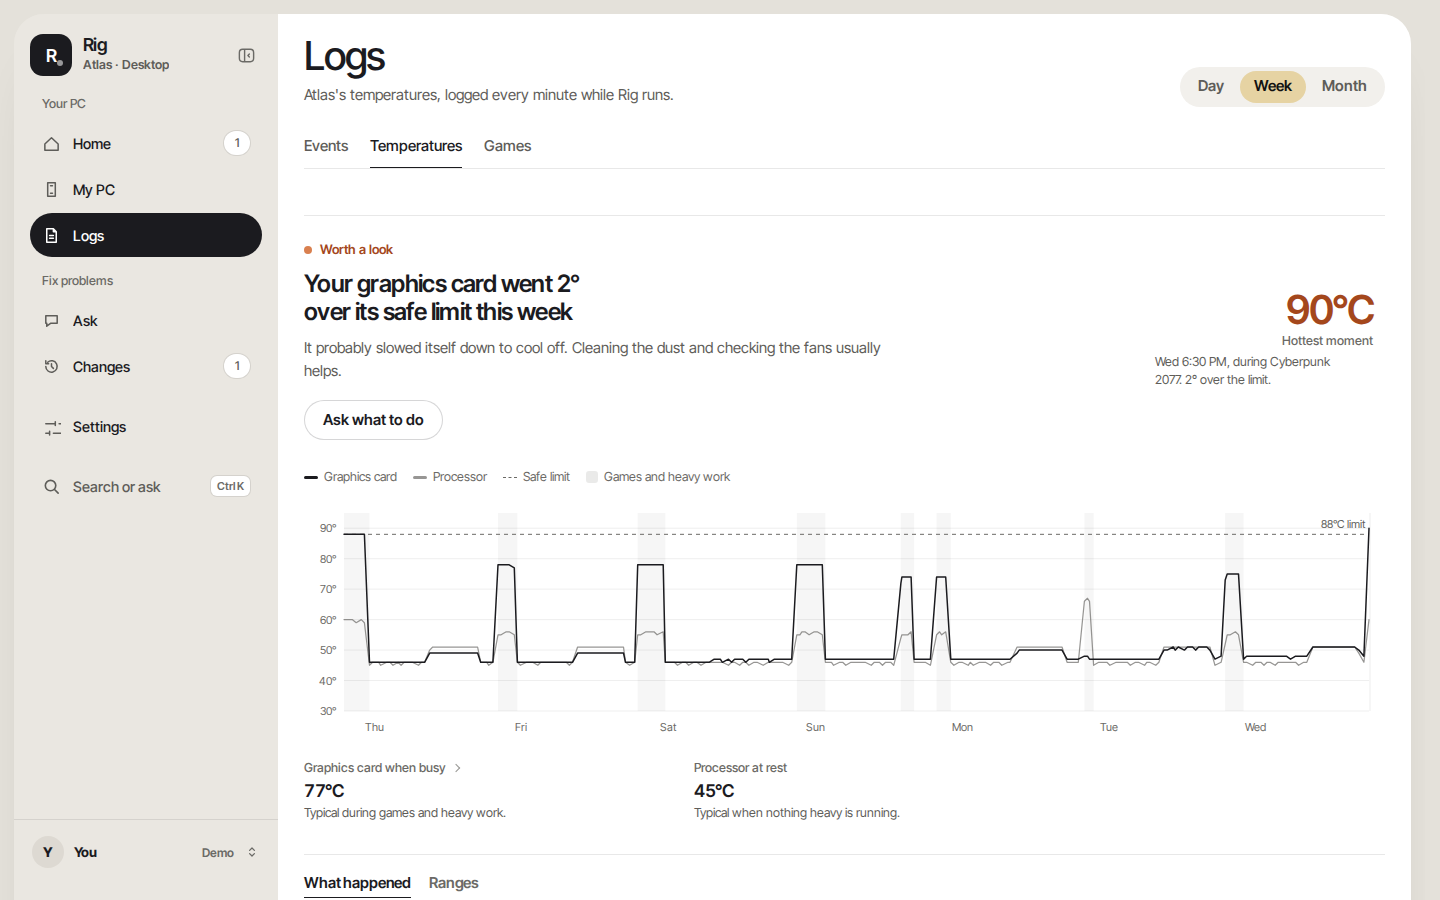 R
Rig
Atlas · Desktop
Your PC
Home
1
My PC
Logs
Fix problems
Ask
Changes
1
Settings
Search or ask
Ctrl K
Y
You
Demo
Logs
Atlas's temperatures, logged every minute while Rig runs.
Day
Week
Month
Events
Temperatures
Games
Worth a look
Your graphics card went 2°
over its safe limit this week
It probably slowed itself down to cool off. Cleaning the dust and checking the fans usually
helps.
Ask what to do
90°C
Hottest moment
Wed 6:30 PM, during Cyberpunk
2077. 2° over the limit.
Graphics card
Processor
Safe limit
Games and heavy work
88°C limit
90°
80°
70°
60°
50°
40°
30°
Thu
Fri
Sat
Sun
Mon
Tue
Wed
Graphics card when busy
77°C
Typical during games and heavy work.
Processor at rest
45°C
Typical when nothing heavy is running.
What happened
Ranges